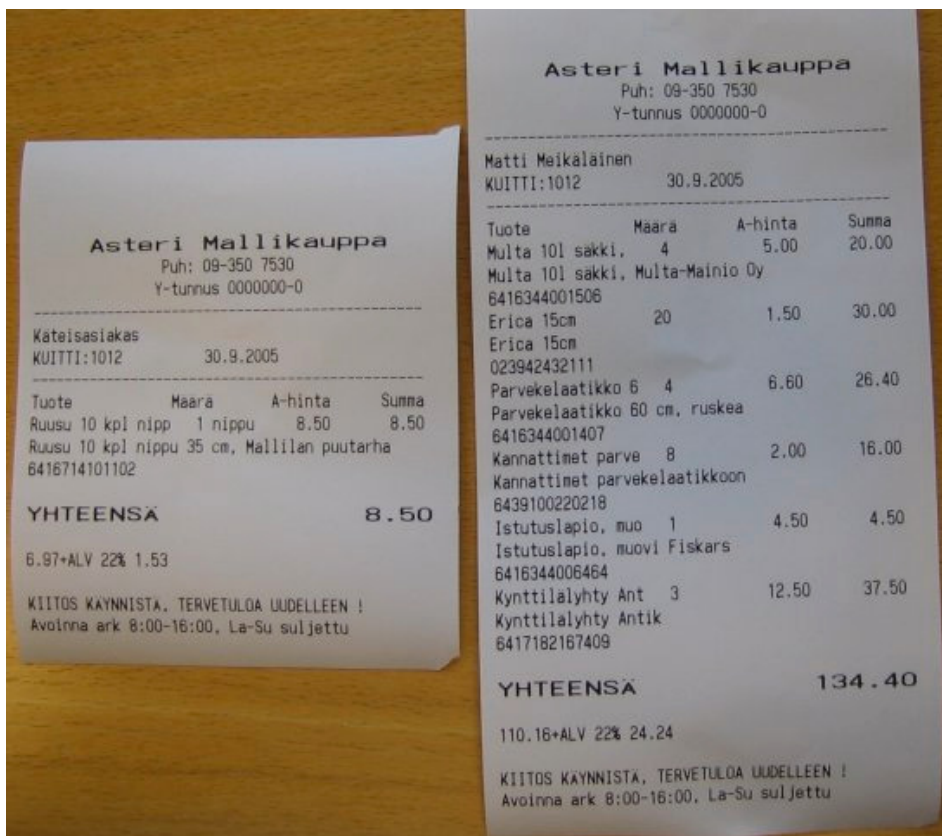 Asteri Mallikauppa
Puh: 09-350 7530
Y-tunnus 0000000-0
Käteisasiakas
KUITTI:1012 30.9.2005
Tuote Määrä A-hinta Summa
Ruusu 10 kpl nipp 1 nippu 8.50 8.50
Ruusu 10 kpl nippu 35 cm, Mallilan puutarha
6416714101102
YHTEENSÄ 8.50
6.97+ALV 22% 1.53
KIITOS KÄYNNISTÄ, TERVETULOA UUDELLEEN !
Avoinna ark 8:00-16:00, La-Su suljettu
Asteri Mallikauppa
Puh: 09-350 7530
Y-tunnus 0000000-0
Matti Meikäläinen
KUITTI:1012 30.9.2005
Tuote Määrä A-hinta Summa
Multa 10l säkki, 4 5.00 20.00
Multa 10l säkki, Multa-Mainio Oy
6416344001506
Erica 15cm 20 1.50 30.00
Erica 15cm
023942432111
Parvekelaatikko 6 4 6.60 26.40
Parvekelaatikko 60 cm, ruskea
6416344001407
Kannattimet parve 8 2.00 16.00
Kannattimet parvekelaatikkoon
6439100220218
Istutuslapio, muo 1 4.50 4.50
Istutuslapio, muovi Fiskars
6416344006464
Kynttilälyhty Ant 3 12.50 37.50
Kynttilälyhty Antik
6417182167409
YHTEENSÄ 134.40
110.16+ALV 22% 24.24
KIITOS KÄYNNISTÄ, TERVETULOA UUDELLEEN !
Avoinna ark 8:00-16:00, La-Su suljettu